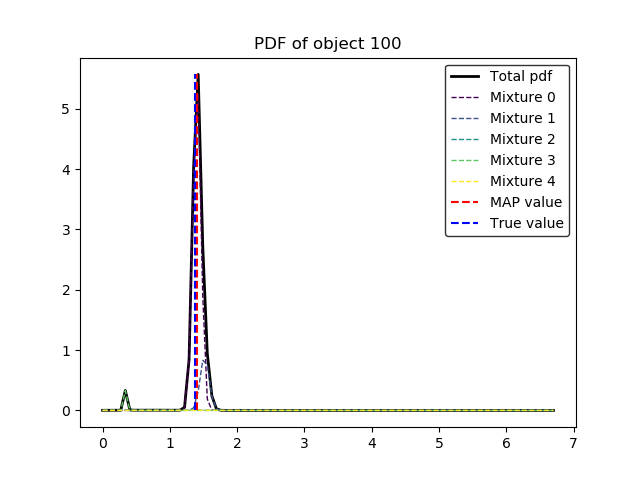 PDF of object 100
Total pdf
Mixture 0
Mixture 1
Mixture 2
Mixture 3
Mixture 4
MAP value
True value
5
4
3
2
1
0
0 1 2 3 4 5 6 7